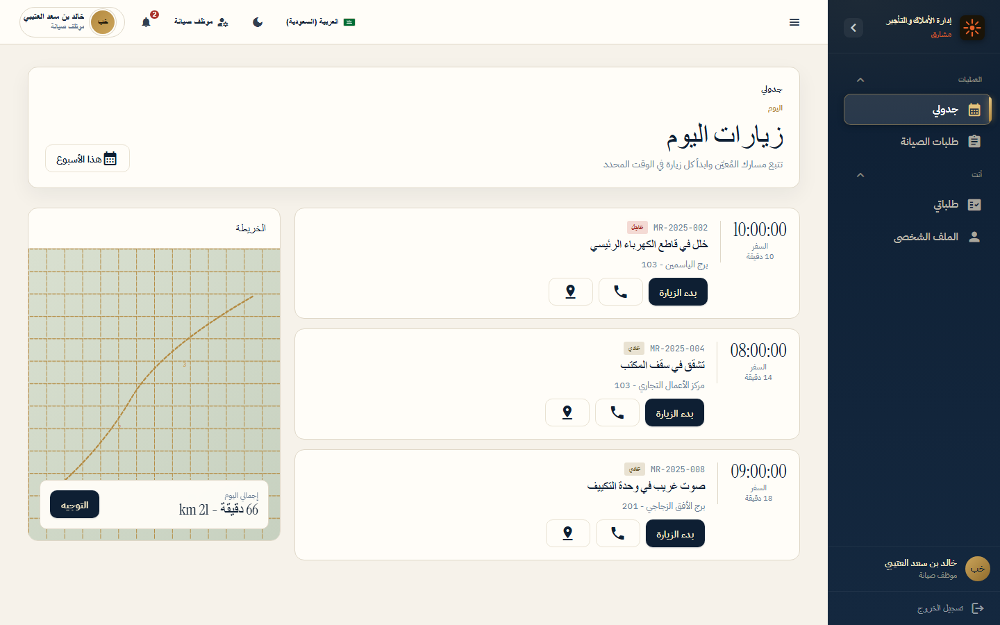 إدارة الأملاك والتأجير
مشارق
العمليات
جدولي
طلبات الصيانة
أنت
طلباتي
الملف الشخصي
خالد بن سعد العتيبي
موظف صيانة
تسجيل الخروج
العربية (السعودية)
موظف صيانة
2
خالد بن سعد العتيبي
موظف صيانة
خب
جدولي
اليوم
زيارات اليوم
تتبع مسارك المُعيّن وابدأ كل زيارة في الوقت المحدد
هذا الأسبوع
10:00:00
السفر
10 دقيقة
MR-2025-002 عاجل
خلل في قاطع الكهرباء الرئيسي
برج الياسمين - 103
بدء الزيارة
08:00:00
السفر
14 دقيقة
MR-2025-004 عادي
تشقق في سقف المكتب
مركز الأعمال التجاري - 103
بدء الزيارة
09:00:00
السفر
18 دقيقة
MR-2025-008 عادي
صوت غريب في وحدة التكييف
برج الأفق الزجاجي - 201
بدء الزيارة
الخريطة
3
إجمالي اليوم
66 دقيقة - 21 km
التوجيه
خب